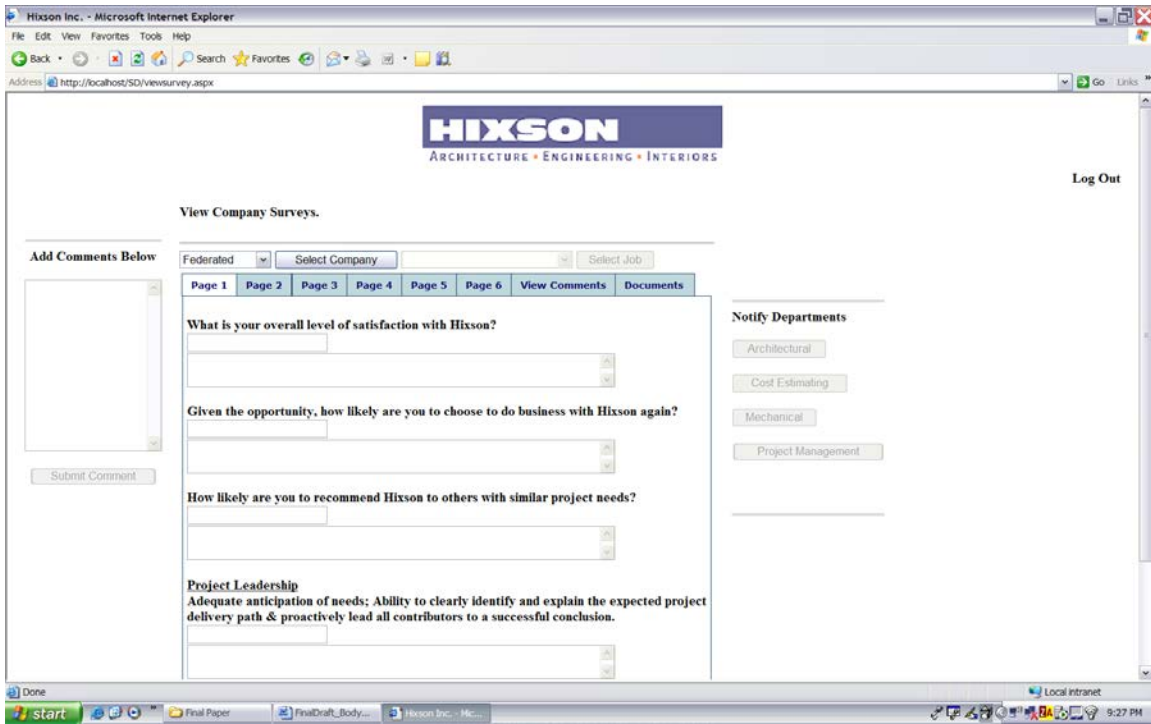 Hixson Inc. - Microsoft Internet Explorer
File Edit View Favorites Tools Help
Back Search Favorites
Address http://localhost/SD/viewsurvey.aspx Go Links »
HIXSON
ARCHITECTURE • ENGINEERING • INTERIORS
Log Out
View Company Surveys.
Add Comments Below
Federated Select Company Select Job
Page 1 Page 2 Page 3 Page 4 Page 5 Page 6 View Comments Documents
What is your overall level of satisfaction with Hixson?
Given the opportunity, how likely are you to choose to do business with Hixson again?
How likely are you to recommend Hixson to others with similar project needs?
Project Leadership
Adequate anticipation of needs; Ability to clearly identify and explain the expected project
delivery path & proactively lead all contributors to a successful conclusion.
Submit Comment
Notify Departments
Architectural
Cost Estimating
Mechanical
Project Management
Done Local intranet
start » Final Paper FinalDraft_Body... Hixson Inc. - Mic... 9:27 PM